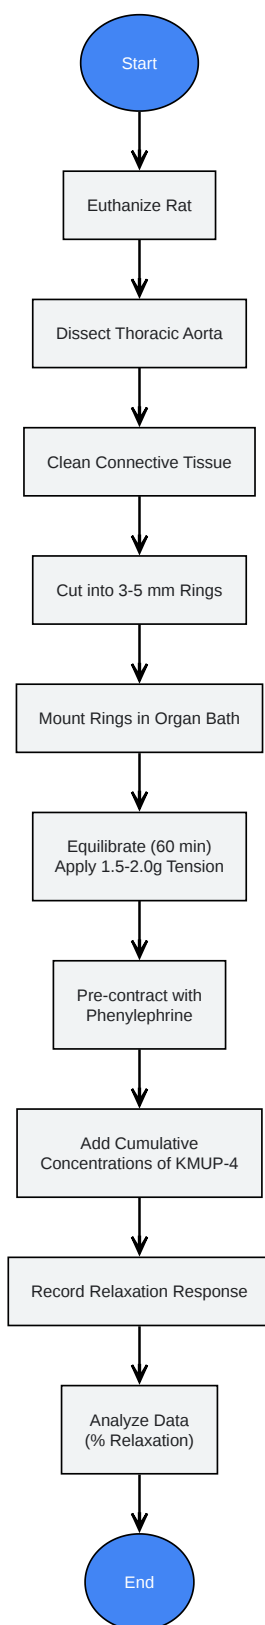 Start
Euthanize Rat
Dissect Thoracic Aorta
Clean Connective Tissue
Cut into 3-5 mm Rings
Mount Rings in Organ Bath
Equilibrate (60 min)
Apply 1.5-2.0g Tension
Pre-contract with
Phenylephrine
Add Cumulative
Concentrations of KMUP-4
Record Relaxation Response
Analyze Data
(% Relaxation)
End